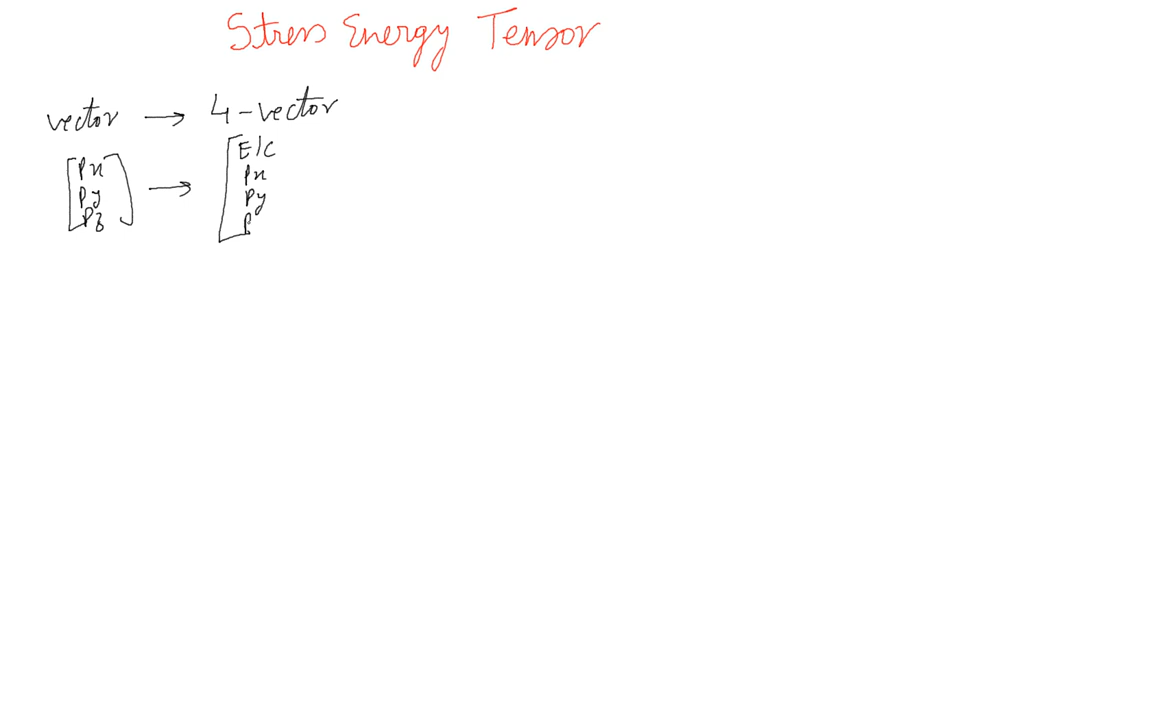 Stress Energy Tensor
vector → 4-vector
[Px Py Pz] → [E/C Px Py P